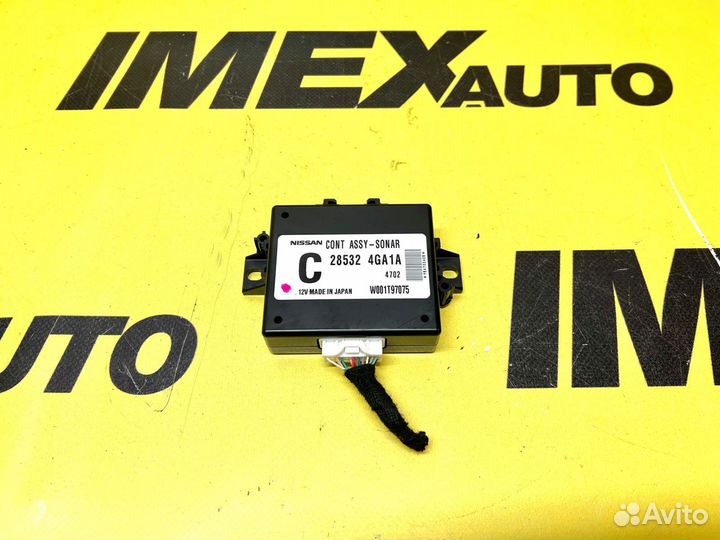 IMEX AUTO
NISSAN CONT ASSY-SONAR
C 28532 4GA1A
4702
12V MADE IN JAPAN W001T97075
AUTO
IM
Avito